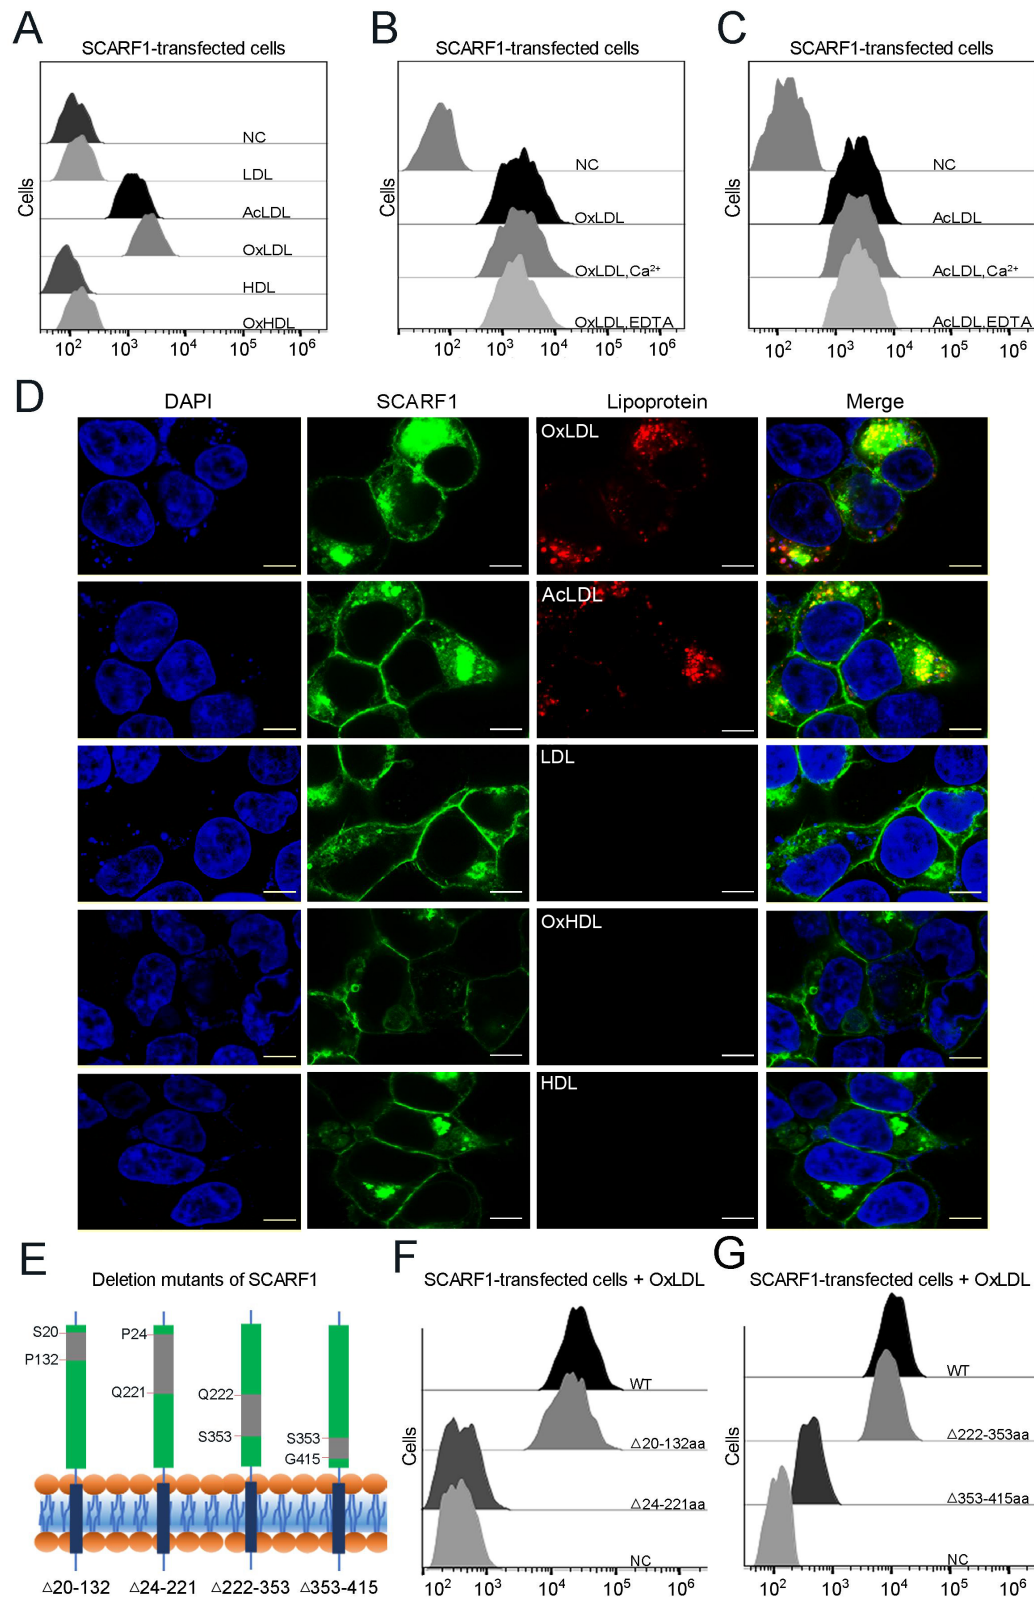 A
SCARF1-transfected cells
Cells
NC
LDL
AcLDL
OxLDL
HDL
OxHDL
10² 10³ 10⁴ 10⁵ 10⁶
B
SCARF1-transfected cells
Cells
NC
OxLDL
OxLDL,Ca²⁺
OxLDL,EDTA
10² 10³ 10⁴ 10⁵ 10⁶
C
SCARF1-transfected cells
Cells
NC
AcLDL
AcLDL,Ca²⁺
AcLDL,EDTA
10² 10³ 10⁴ 10⁵ 10⁶
D
DAPI SCARF1 Lipoprotein Merge
OxLDL
AcLDL
LDL
OxHDL
HDL
E
Deletion mutants of SCARF1
S20
P132
P24
Q221
Q222
S353
S353
G415
△20-132 △24-221 △222-353 △353-415
F
SCARF1-transfected cells + OxLDL
Cells
WT
△20-132aa
△24-221aa
NC
10² 10³ 10⁴ 10⁵ 10⁶
G
SCARF1-transfected cells + OxLDL
Cells
WT
△222-353aa
△353-415aa
NC
10² 10³ 10⁴ 10⁵ 10⁶